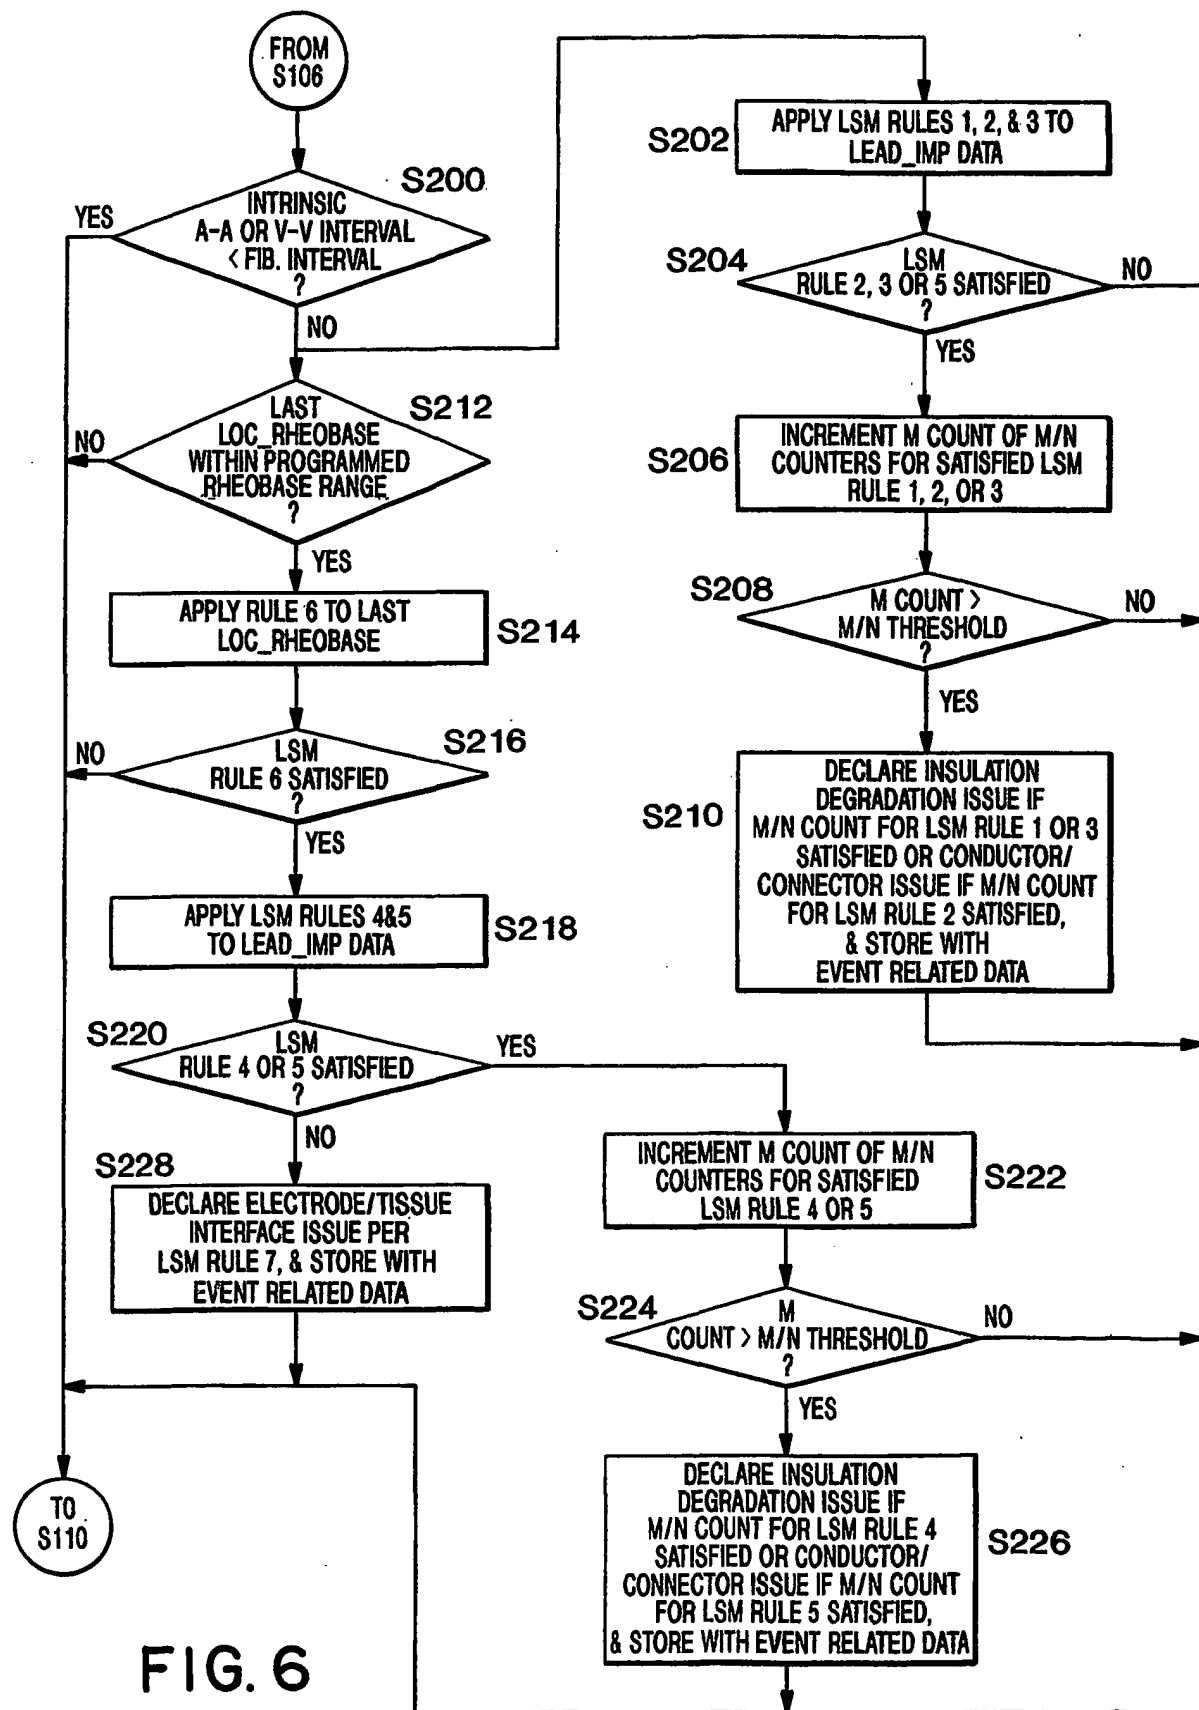 FROM
S106
S200
INTRINSIC
A-A OR V-V INTERVAL
< FIB. INTERVAL
?
YES
NO
S212
LAST
LOC_RHEOBASE
WITHIN PROGRAMMED
RHEOBASE RANGE
?
NO
YES
APPLY RULE 6 TO LAST
LOC_RHEOBASE
S214
S216
LSM
RULE 6 SATISFIED
?
NO
YES
APPLY LSM RULES 4&5
TO LEAD_IMP DATA
S218
S220
LSM
RULE 4 OR 5 SATISFIED
?
YES
NO
S228
DECLARE ELECTRODE/TISSUE
INTERFACE ISSUE PER
LSM RULE 7, & STORE WITH
EVENT RELATED DATA
TO
S110
S202
APPLY LSM RULES 1, 2, & 3 TO
LEAD_IMP DATA
S204
LSM
RULE 2, 3 OR 5 SATISFIED
?
NO
YES
S206
INCREMENT M COUNT OF M/N
COUNTERS FOR SATISFIED LSM
RULE 1, 2, OR 3
S208
M COUNT >
M/N THRESHOLD
?
NO
YES
S210
DECLARE INSULATION
DEGRADATION ISSUE IF
M/N COUNT FOR LSM RULE 1 OR 3
SATISFIED OR CONDUCTOR/
CONNECTOR ISSUE IF M/N COUNT
FOR LSM RULE 2 SATISFIED,
& STORE WITH
EVENT RELATED DATA
INCREMENT M COUNT OF M/N
COUNTERS FOR SATISFIED
LSM RULE 4 OR 5
S222
S224
M
COUNT > M/N THRESHOLD
?
NO
YES
DECLARE INSULATION
DEGRADATION ISSUE IF
M/N COUNT FOR LSM RULE 4
SATISFIED OR CONDUCTOR/
CONNECTOR ISSUE IF M/N COUNT
FOR LSM RULE 5 SATISFIED,
& STORE WITH EVENT RELATED DATA
S226
FIG. 6